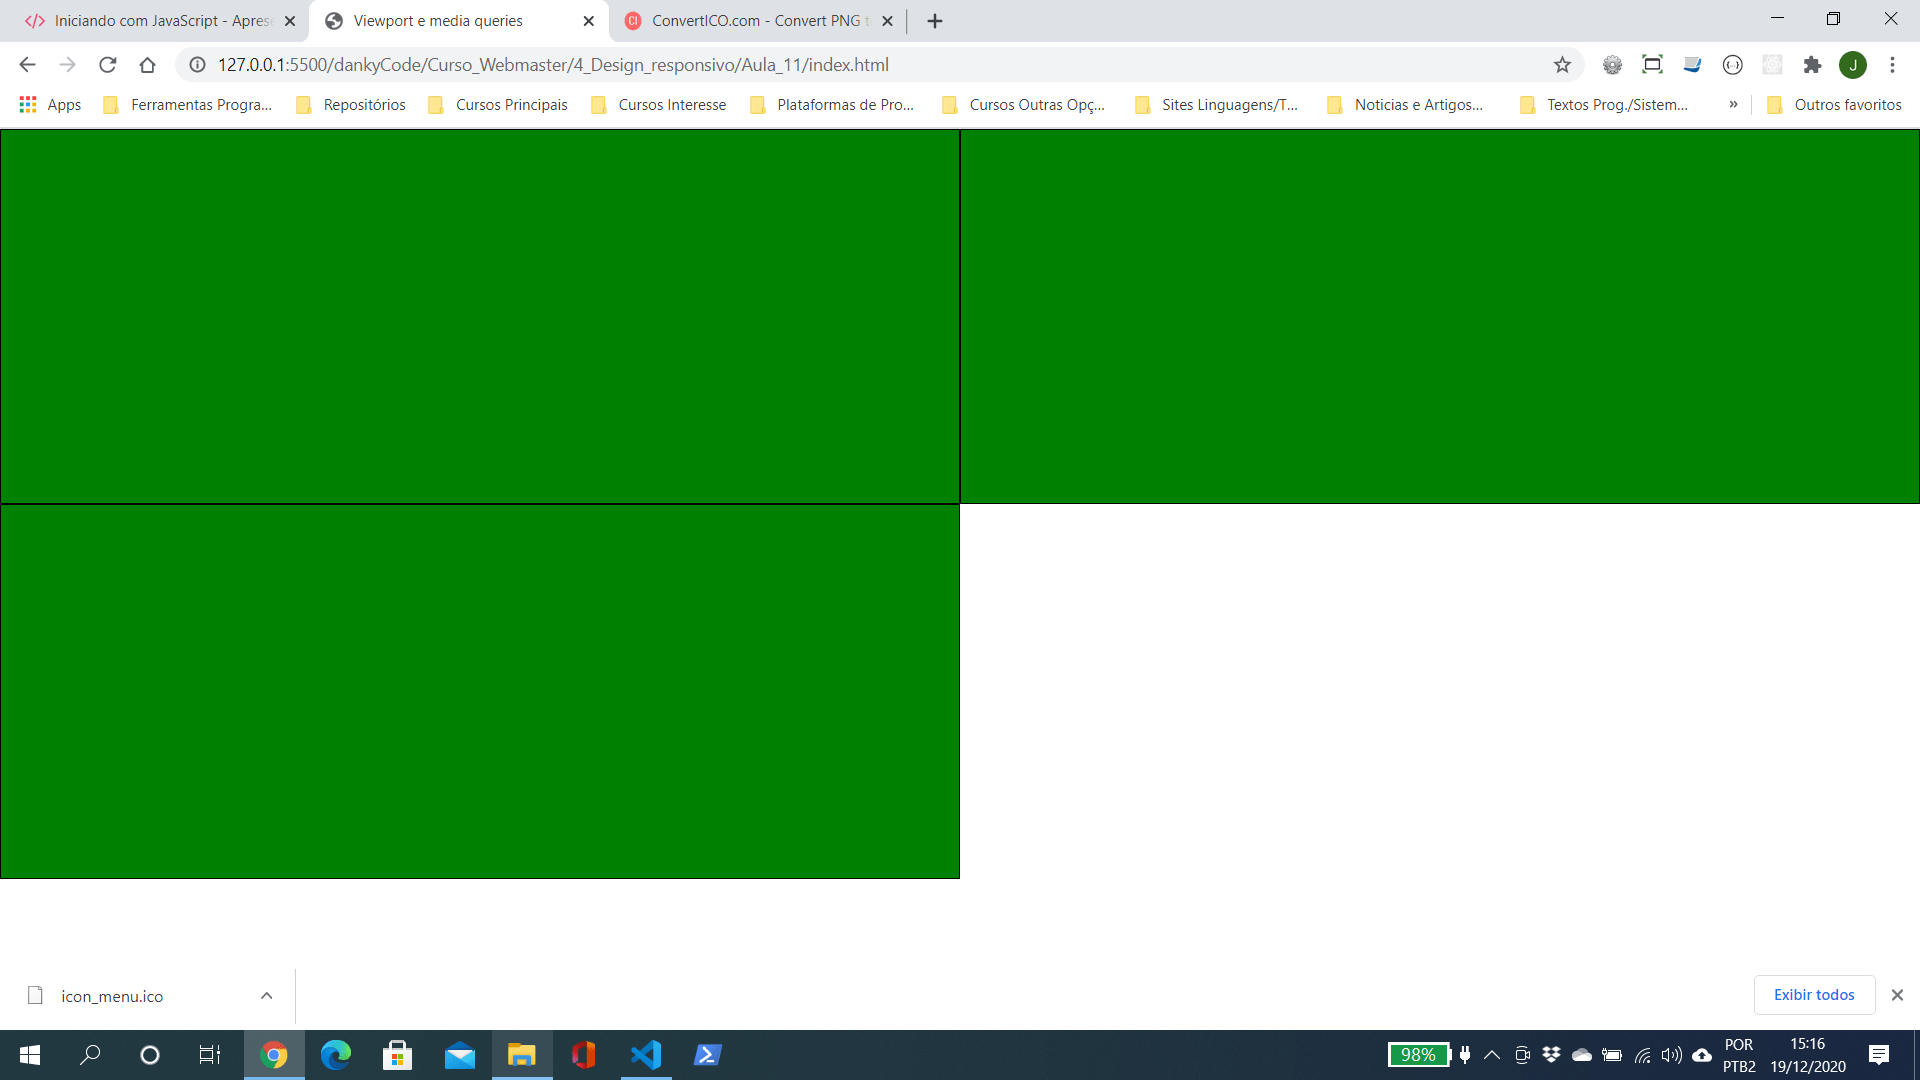 Iniciando com JavaScript - Aprese
Viewport e media queries
ConvertICO.com - Convert PNG t
127.0.0.1:5500/dankyCode/Curso_Webmaster/4_Design_responsivo/Aula_11/index.html
J
Apps
Ferramentas Progra...
Repositórios
Cursos Principais
Cursos Interesse
Plataformas de Pro...
Cursos Outras Opç...
Sites Linguagens/T...
Noticias e Artigos...
Textos Prog./Sistem...
»
Outros favoritos
icon_menu.ico
Exibir todos
98%
POR
PTB2
15:16
19/12/2020